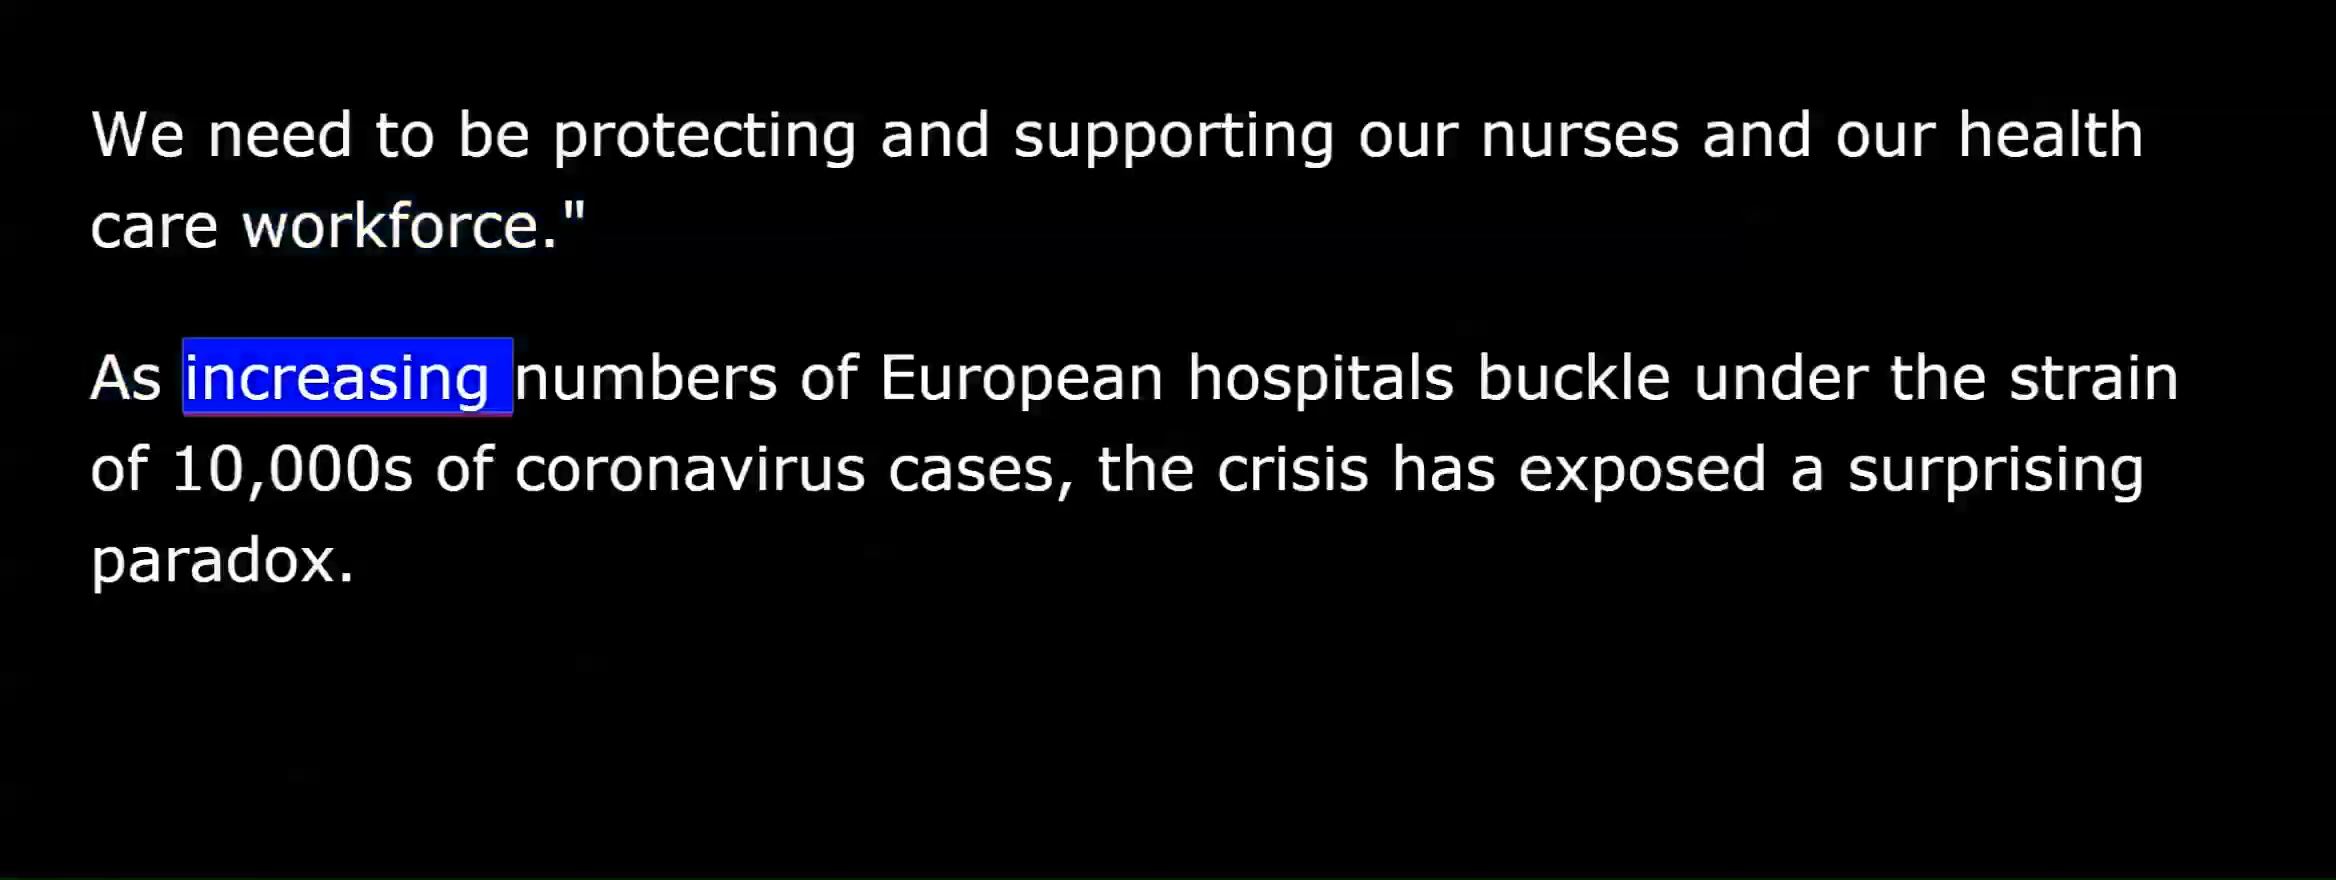 We need to be protecting and supporting our nurses and our health
care workforce."
As increasing numbers of European hospitals buckle under the strain
of 10,000s of coronavirus cases, the crisis has exposed a surprising
paradox.